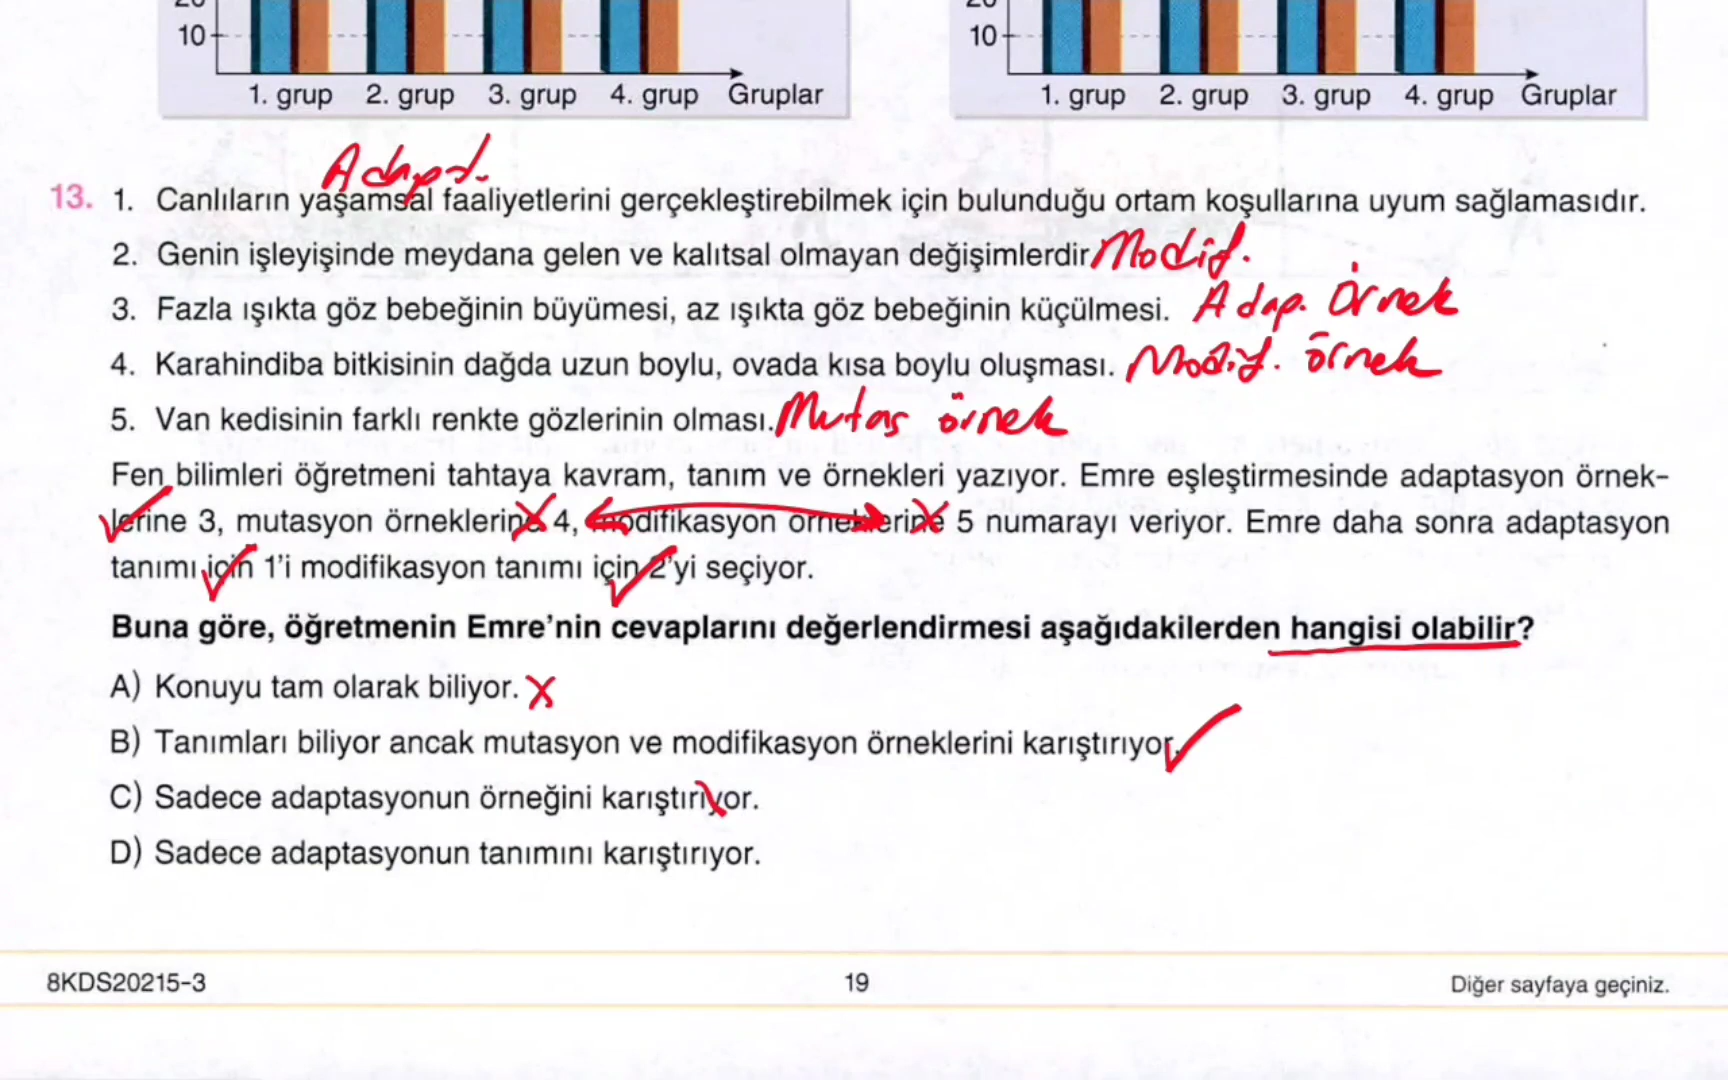 20 20
10 10
1. grup 2. grup 3. grup 4. grup Gruplar 1. grup 2. grup 3. grup 4. grup Gruplar
Adapt.
13. 1. Canlıların yaşamsal faaliyetlerini gerçekleştirebilmek için bulunduğu ortam koşullarına uyum sağlamasıdır.
2. Genin işleyişinde meydana gelen ve kalıtsal olmayan değişimlerdir Modif.
3. Fazla ışıkta göz bebeğinin büyümesi, az ışıkta göz bebeğinin küçülmesi. Adap. Örnek
4. Karahindiba bitkisinin dağda uzun boylu, ovada kısa boylu oluşması. Modif. örnek
5. Van kedisinin farklı renkte gözlerinin olması. Mutas örnek
Fen bilimleri öğretmeni tahtaya kavram, tanım ve örnekleri yazıyor. Emre eşleştirmesinde adaptasyon örnek-
lerine 3, mutasyon örneklerine 4, modifikasyon örneklerine 5 numarayı veriyor. Emre daha sonra adaptasyon
tanımı için 1'i modifikasyon tanımı için 2'yi seçiyor.
Buna göre, öğretmenin Emre'nin cevaplarını değerlendirmesi aşağıdakilerden hangisi olabilir?
A) Konuyu tam olarak biliyor.
B) Tanımları biliyor ancak mutasyon ve modifikasyon örneklerini karıştırıyor.
C) Sadece adaptasyonun örneğini karıştırıyor.
D) Sadece adaptasyonun tanımını karıştırıyor.
8KDS20215-3 19 Diğer sayfaya geçiniz.